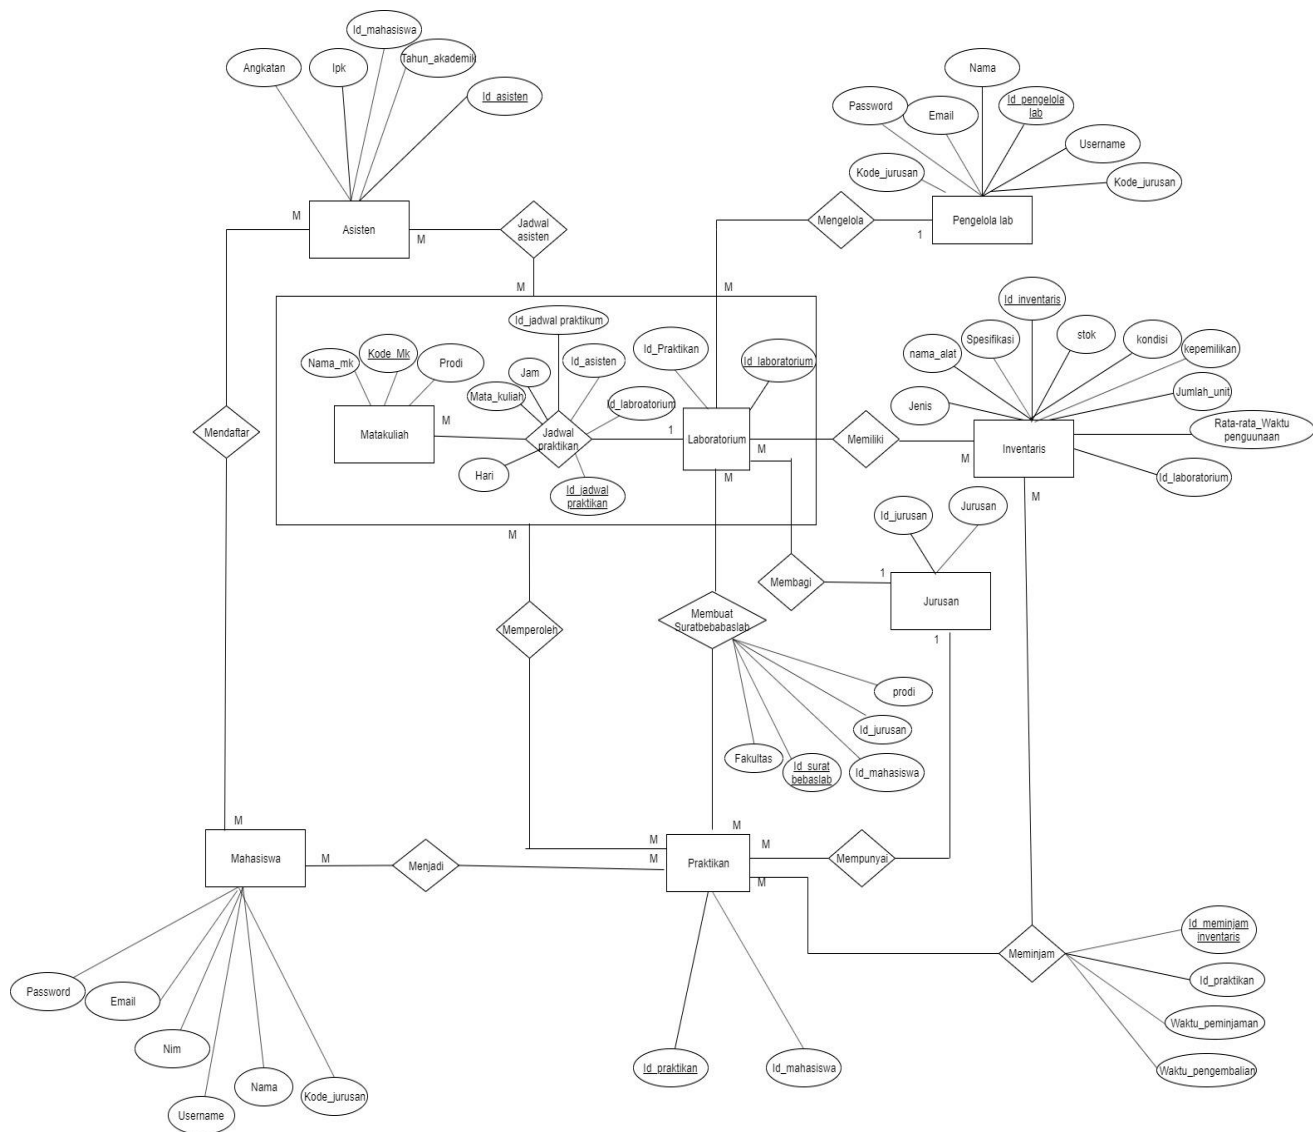 Id_mahasiswa
Angkatan
Ipk
Tahun_akademik
Id_asisten
Nama
Password
Email
Id_pengelola
lab
Username
Kode_jurusan
Kode_jurusan
M
Asisten
M
Jadwal
asisten
Mengelola
1
Pengelola lab
M
M
Id_jadwal praktikum
Id_inventaris
Spesifikasi
stok
kondisi
kepemilikan
nama_alat
Nama_mk
Kode_Mk
Prodi
Jam
Id_asisten
Id_Praktikan
Id_laboratorium
Mata_kuliah
Id_labroatorium
Jenis
Jumlah_unit
Mendaftar
Matakuliah
M
Jadwal
praktikan
1
Laboratorium
M
Memiliki
M
Inventaris
Rata-rata_Waktu
penguunaan
Id_laboratorium
Hari
Id_jadwal
praktikan
M
M
Id_jurusan
Jurusan
M
Membagi
1
Jurusan
1
Memperoleh
Membuat
Suratbebabaslab
prodi
Id_jurusan
Fakultas
Id_surat
bebaslab
Id_mahasiswa
M
M
Mahasiswa
M
Menjadi
M
M
Praktikan
M
M
Mempunyai
Id_meminjam
inventaris
Meminjam
Id_praktikan
Waktu_peminjaman
Waktu_pengembalian
Password
Email
Nim
Username
Nama
Kode_jurusan
Id_praktikan
Id_mahasiswa